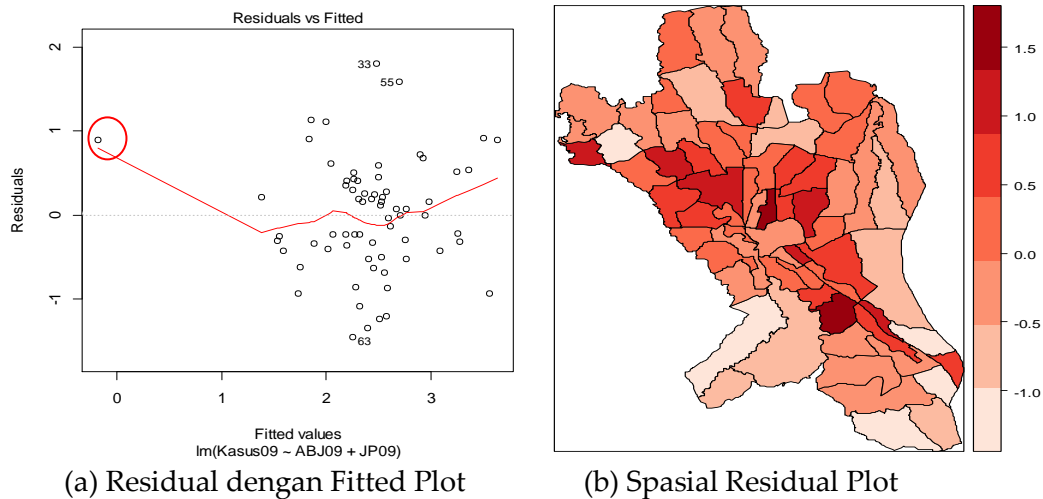 Residuals vs Fitted
2
33
55
1
Residuals
0
-1
63
0
1
2
3
Fitted values
lm(Kasus09 ~ ABJ09 + JP09)
(a) Residual dengan Fitted Plot
1.5
1.0
0.5
0.0
-0.5
-1.0
(b) Spasial Residual Plot